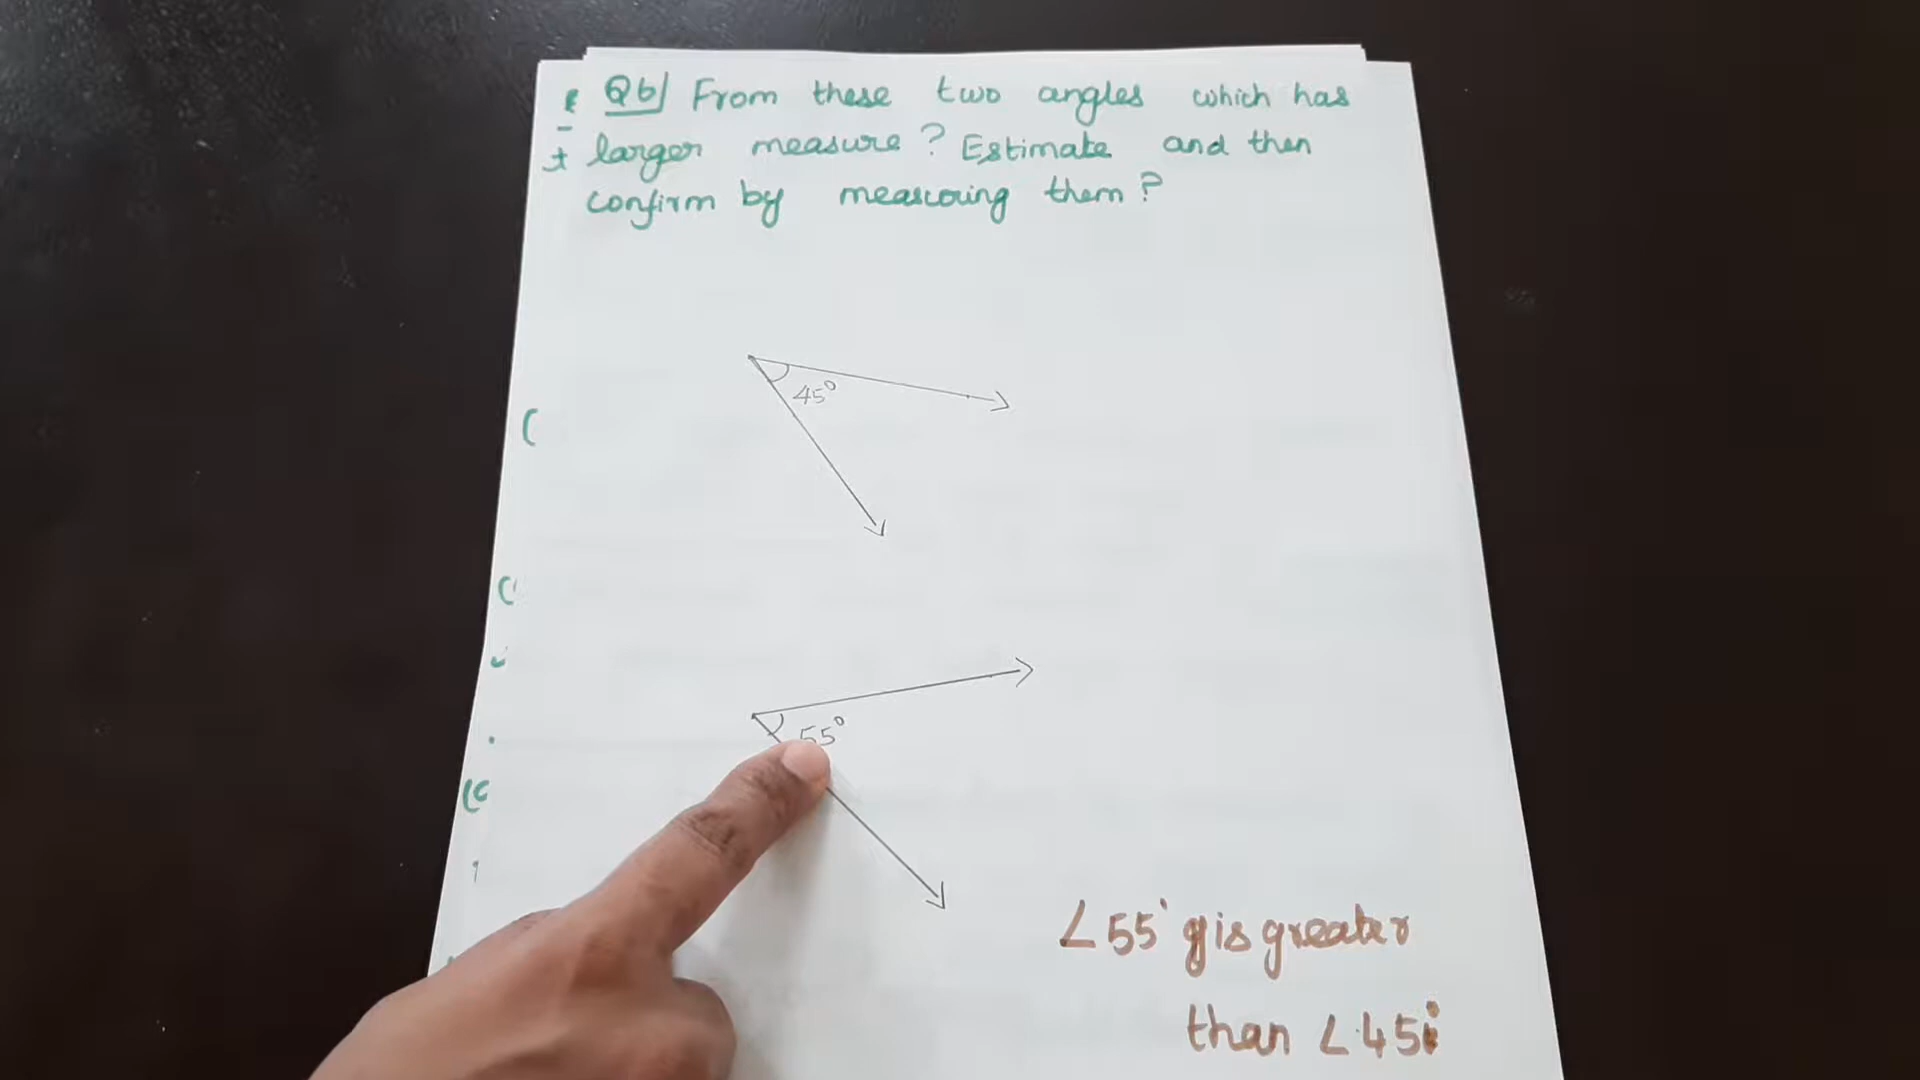 Q6) From these two angles which has
larger measure? Estimate and then
confirm by measuring them?
45°
55°
∠55° is greater
than ∠45